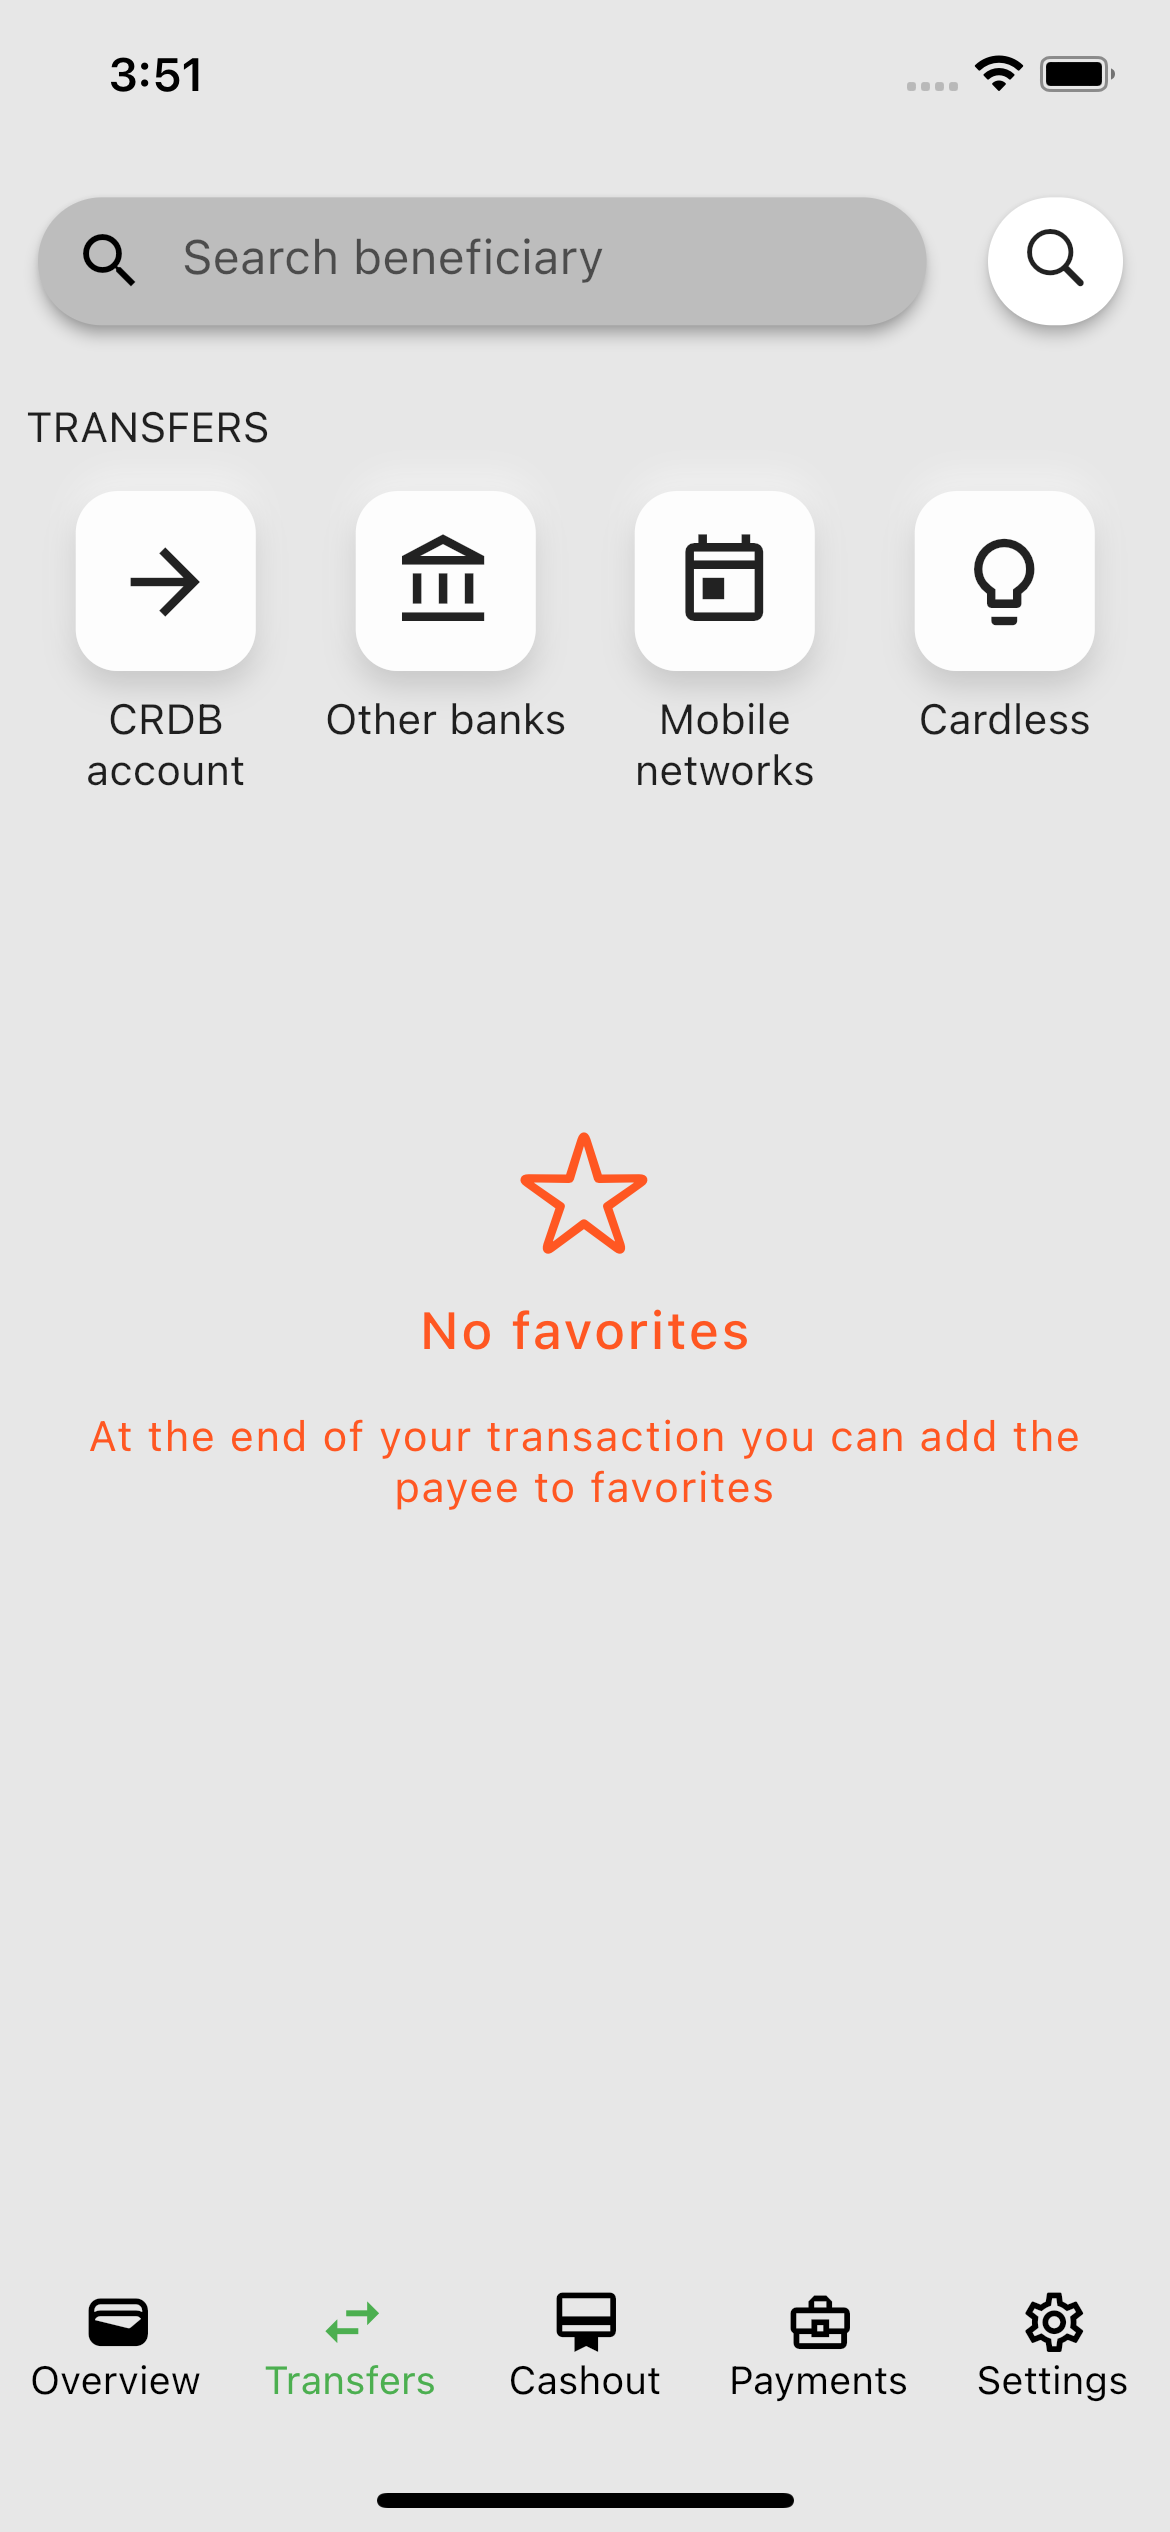 3:51
Search beneficiary
TRANSFERS
CRDB
account
Other banks
Mobile
networks
Cardless
No favorites
At the end of your transaction you can add the
payee to favorites
Overview
Transfers
Cashout
Payments
Settings